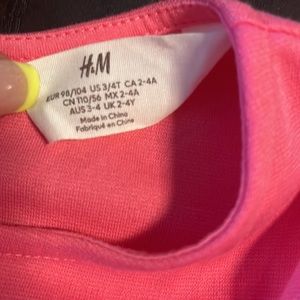 H&M
EUR 98/104 US 3/4T CA 2-4A
CN 110/56 MX 2-4A
AUS 3-4 UK 2-4Y
Made in China
Fabriqué en Chine